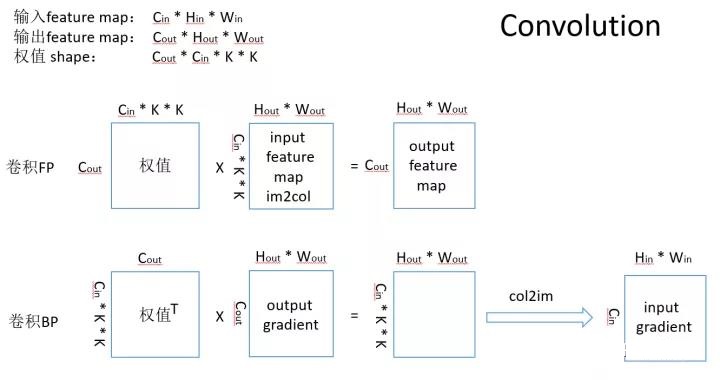 输入feature map: Cin * Hin * Win
Convolution
输出feature map: Cout * Hout * Wout
权值 shape: Cout * Cin * K * K
Cin * K * K
Hout * Wout
Hout * Wout
卷积FP
Cout
权值
X
Cin * K * K
input
feature
map
im2col
=
Cout
output
feature
map
Cout
Hout * Wout
Hout * Wout
Hin * Win
卷积BP
Cin * K * K
权值T
X
Cout
output
gradient
=
Cin * K * K
col2im
Cin
input
gradient